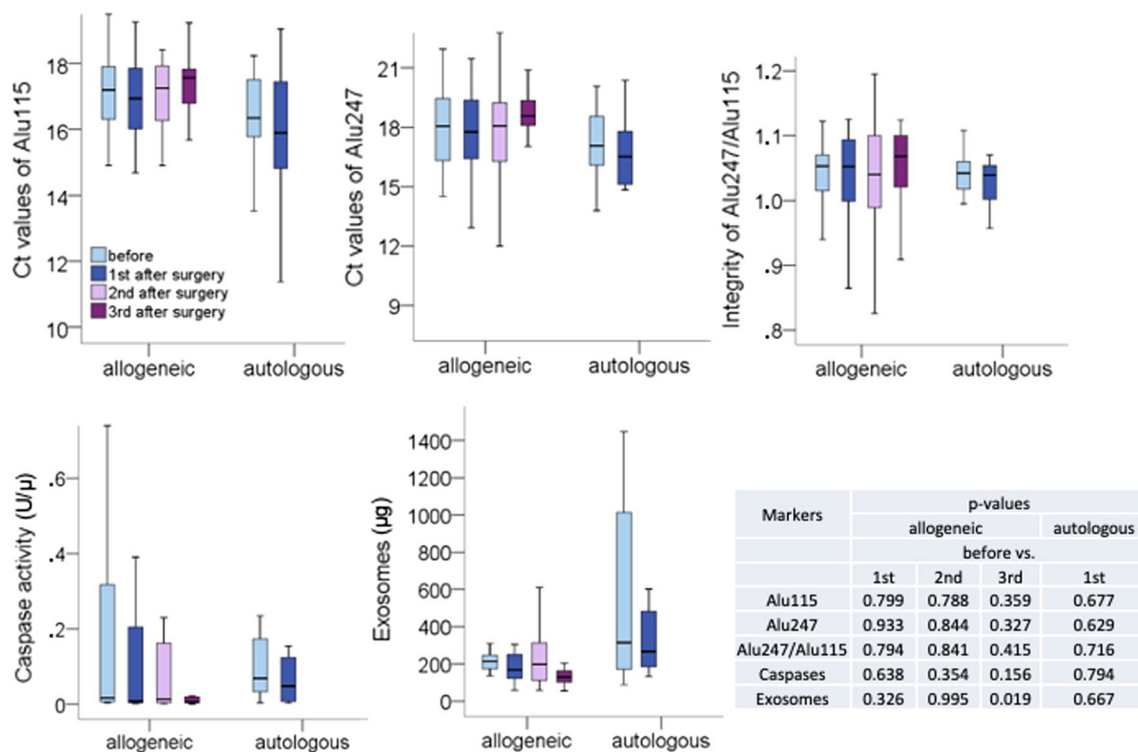 Ct values of Alu115
18
16
14
12
10
before
1st after surgery
2nd after surgery
3rd after surgery
allogeneic
autologous
Ct values of Alu247
21
18
15
12
9
allogeneic
autologous
Integrity of Alu247/Alu115
1.2
1.10
1.0
.9
.8
allogeneic
autologous
Caspase activity (U/µ)
.6
.4
.2
0
allogeneic
autologous
Exosomes (µg)
1400
1200
1000
800
600
400
200
0
allogeneic
autologous
Markers p-values
allogeneic autologous
before vs.
1st 2nd 3rd 1st
Alu115 0.799 0.788 0.359 0.677
Alu247 0.933 0.844 0.327 0.629
Alu247/Alu115 0.794 0.841 0.415 0.716
Caspases 0.638 0.354 0.156 0.794
Exosomes 0.326 0.995 0.019 0.667